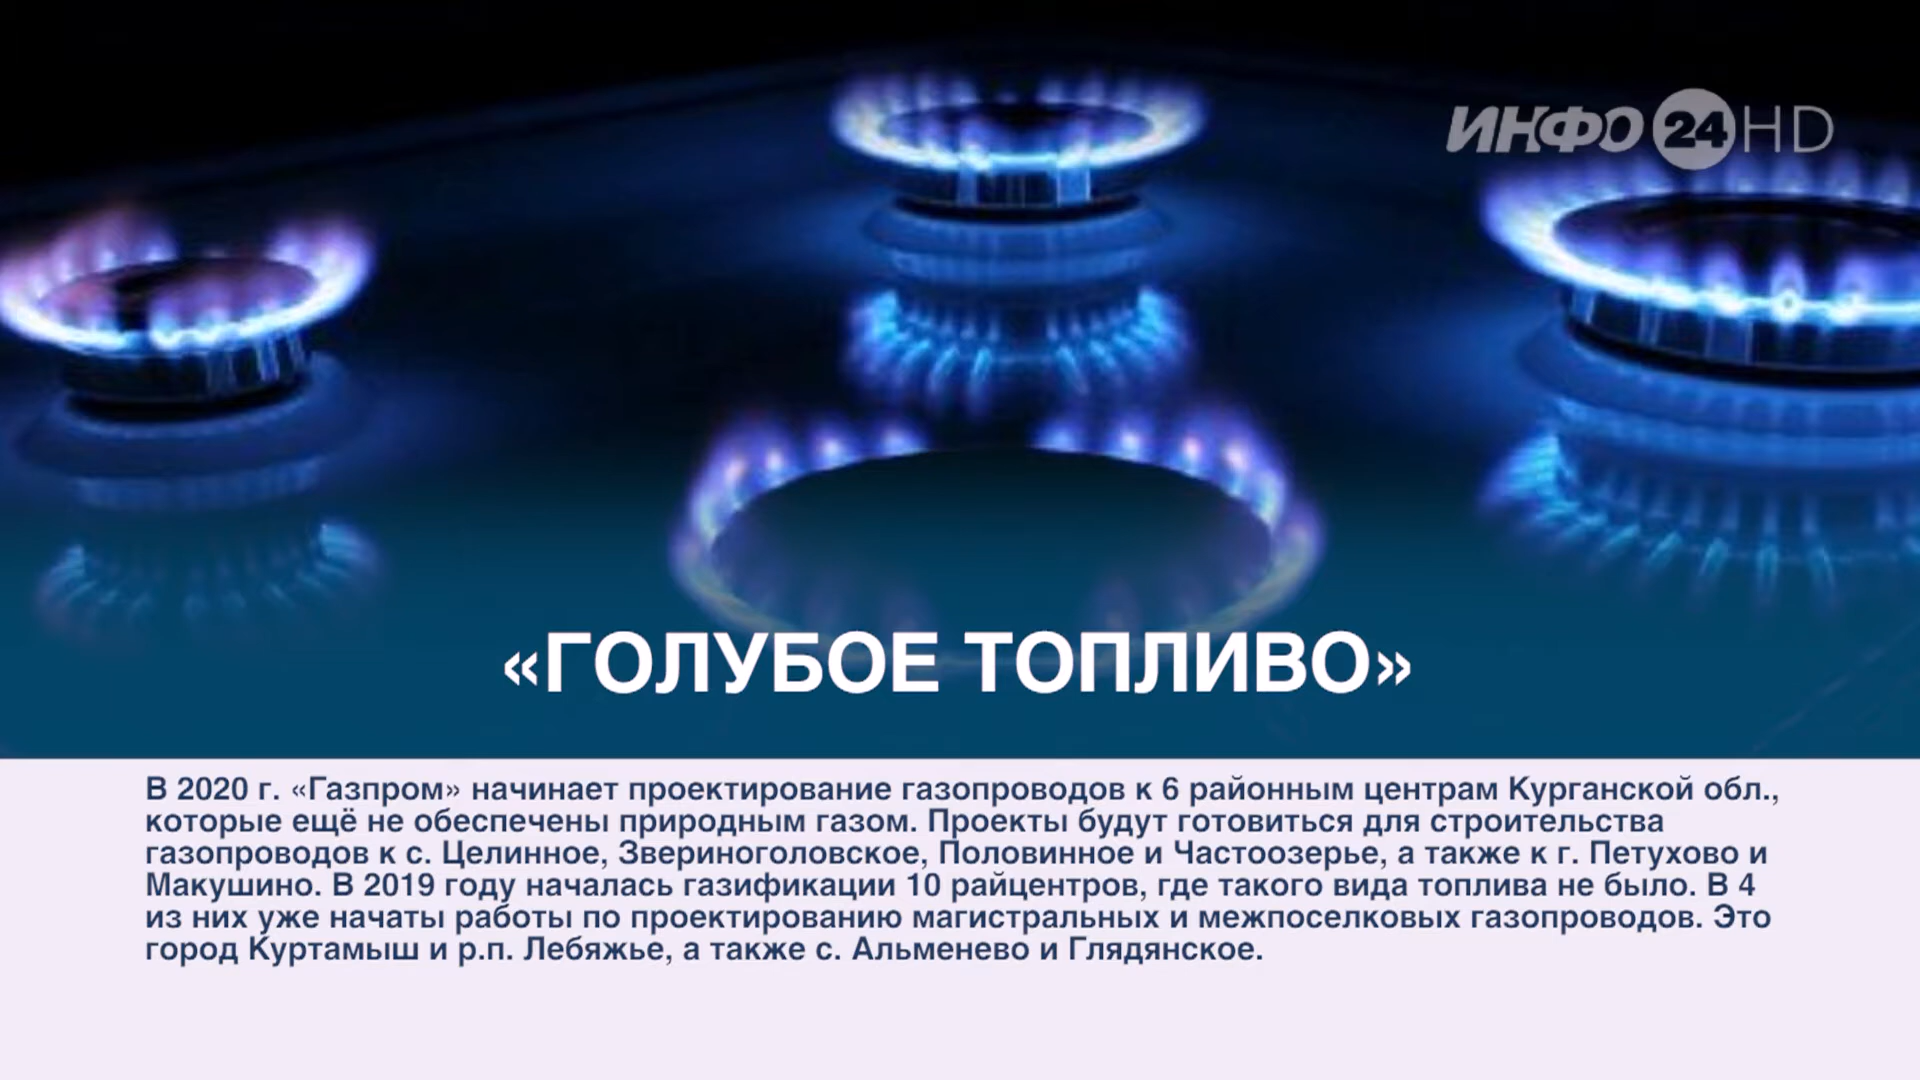 ИНФО 24 HD
«ГОЛУБОЕ ТОПЛИВО»
В 2020 г. «Газпром» начинает проектирование газопроводов к 6 районным центрам Курганской обл.,
которые ещё не обеспечены природным газом. Проекты будут готовиться для строительства
газопроводов к с. Целинное, Звериноголовское, Половинное и Частоозерье, а также к г. Петухово и
Макушино. В 2019 году началась газификации 10 райцентров, где такого вида топлива не было. В 4
из них уже начаты работы по проектированию магистральных и межпоселковых газопроводов. Это
город Куртамыш и р.п. Лебяжье, а также с. Альменево и Глядянское.